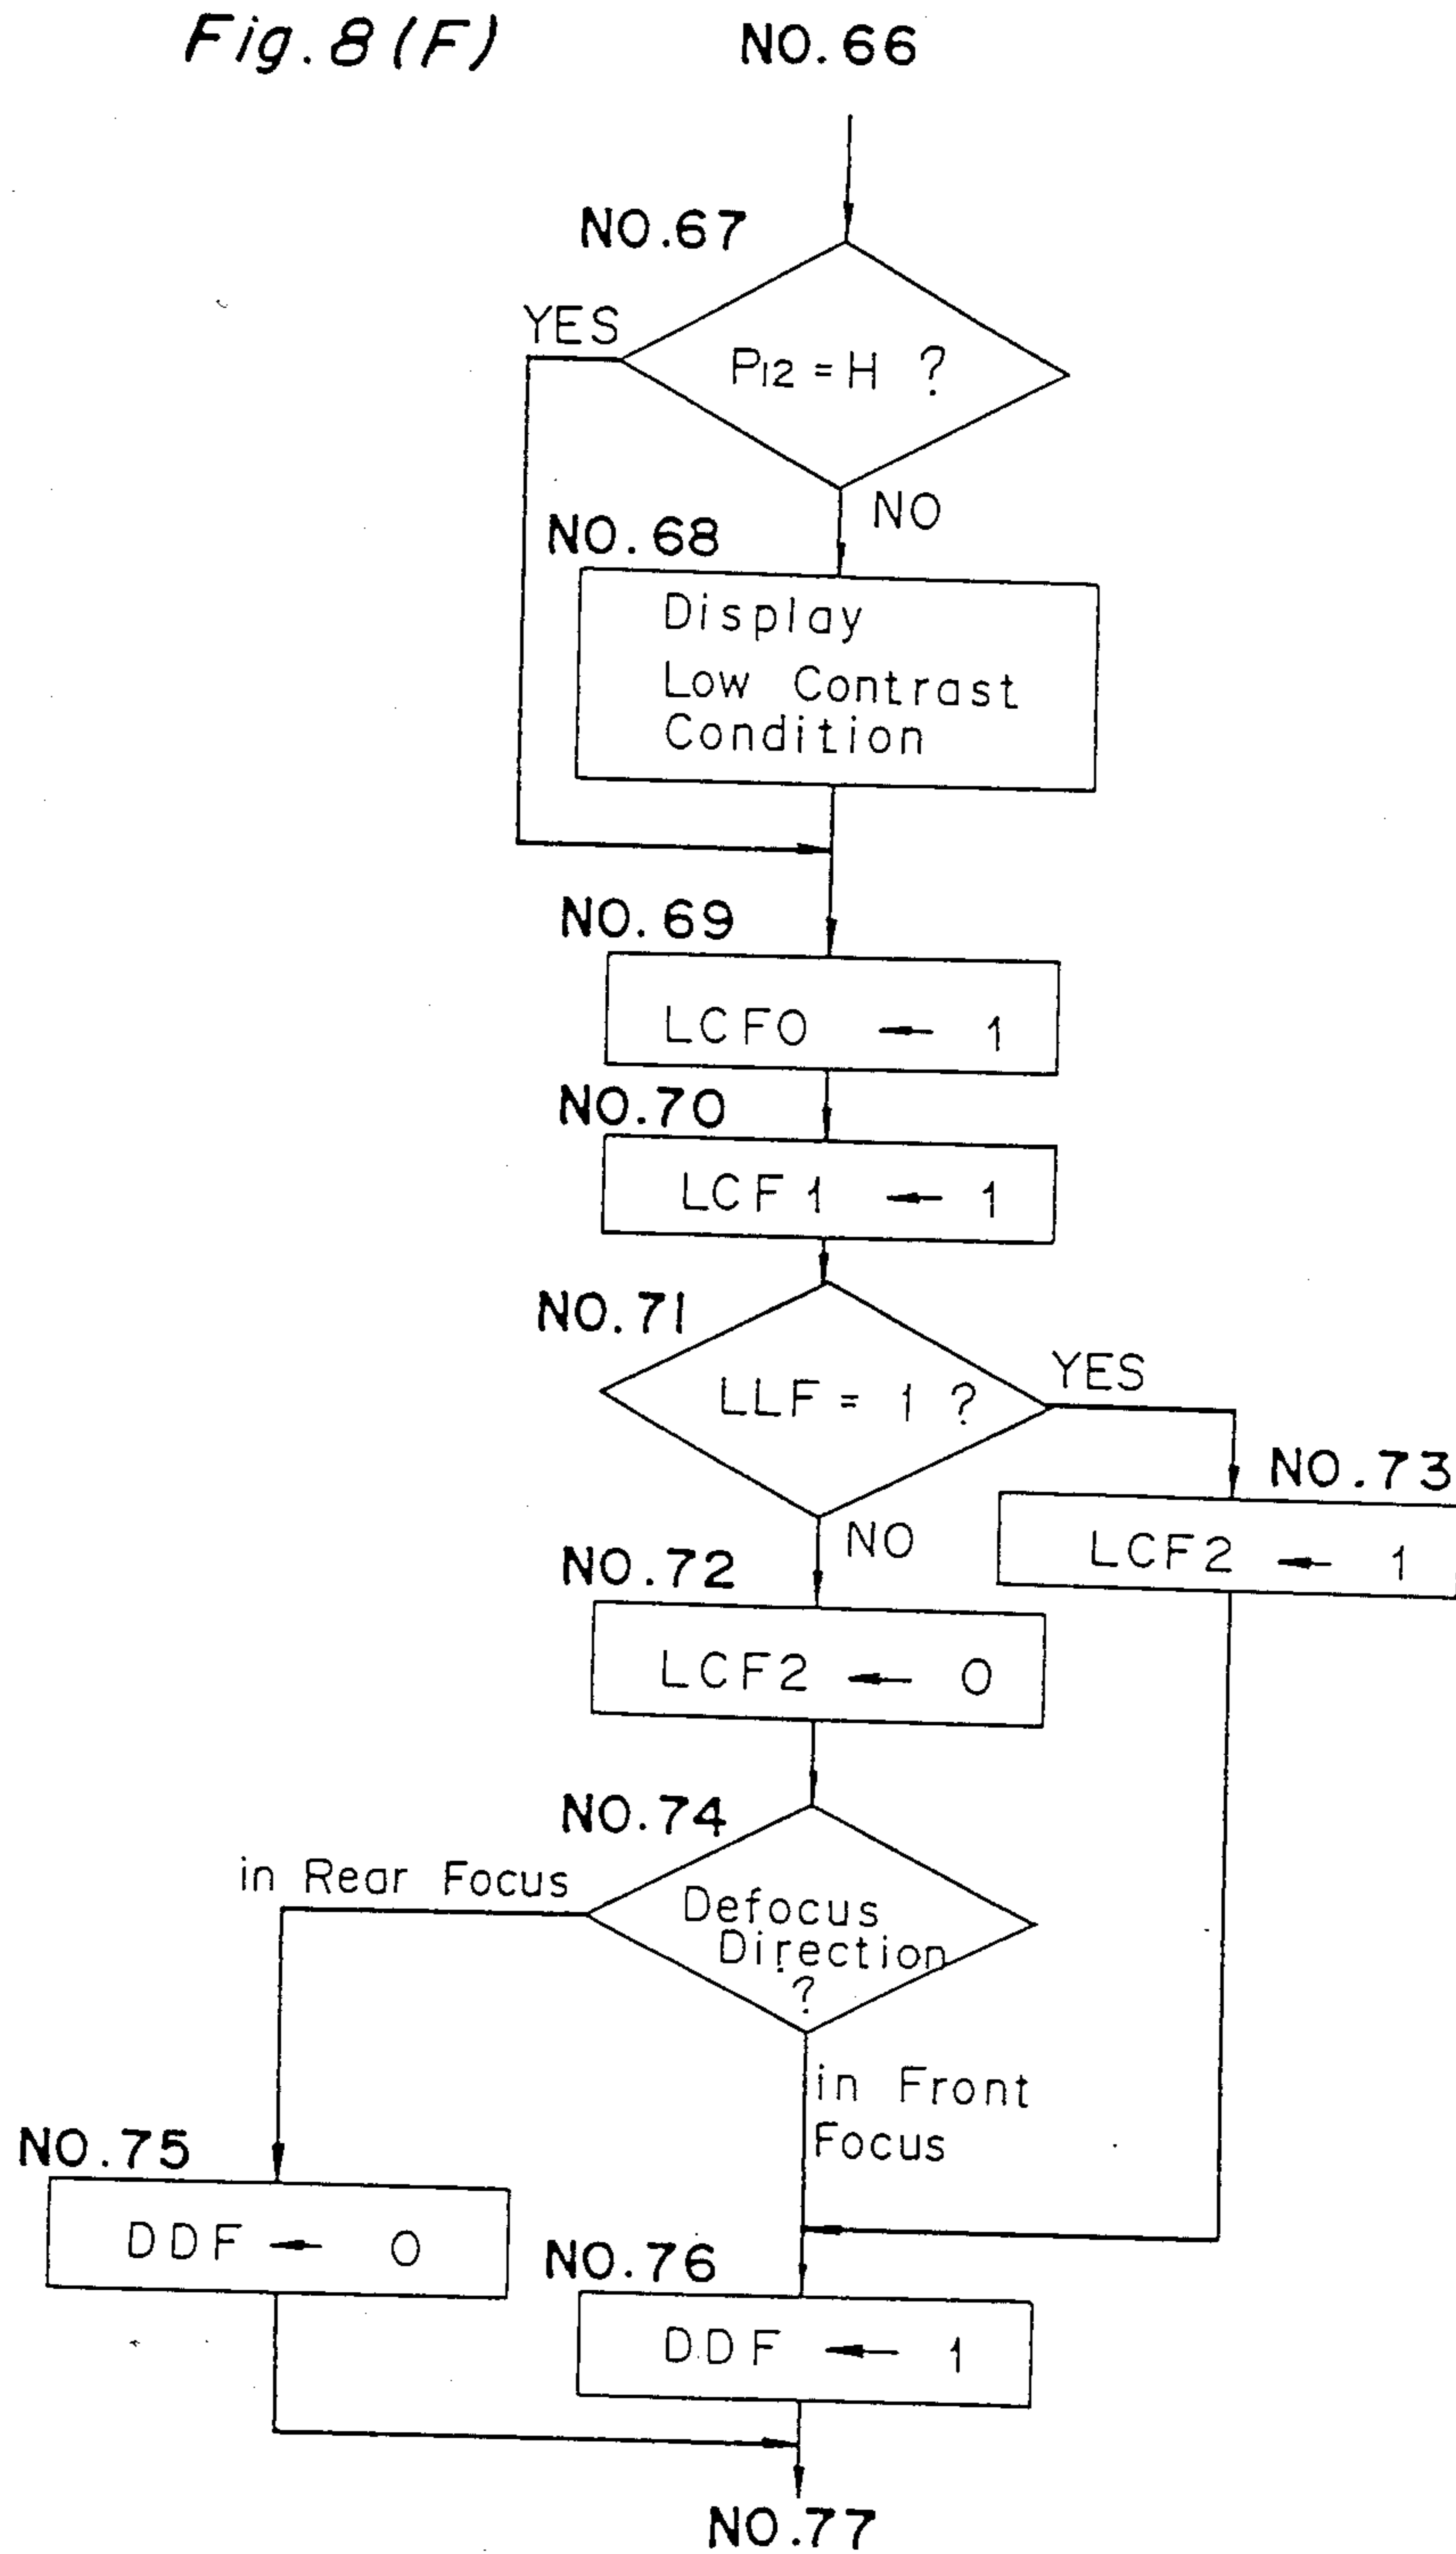 Fig. 8 (F)
NO. 66
NO. 67
YES
P12 = H ?
NO
NO. 68
Display
Low Contrast
Condition
NO. 69
LCF0 ← 1
NO. 70
LCF1 ← 1
NO. 71
LLF = 1 ?
YES
NO. 73
LCF2 ← 1
NO
NO. 72
LCF2 ← 0
NO. 74
in Rear Focus
Defocus
Direction
?
in Front
Focus
NO. 75
DDF ← 0
NO. 76
DDF ← 1
NO. 77